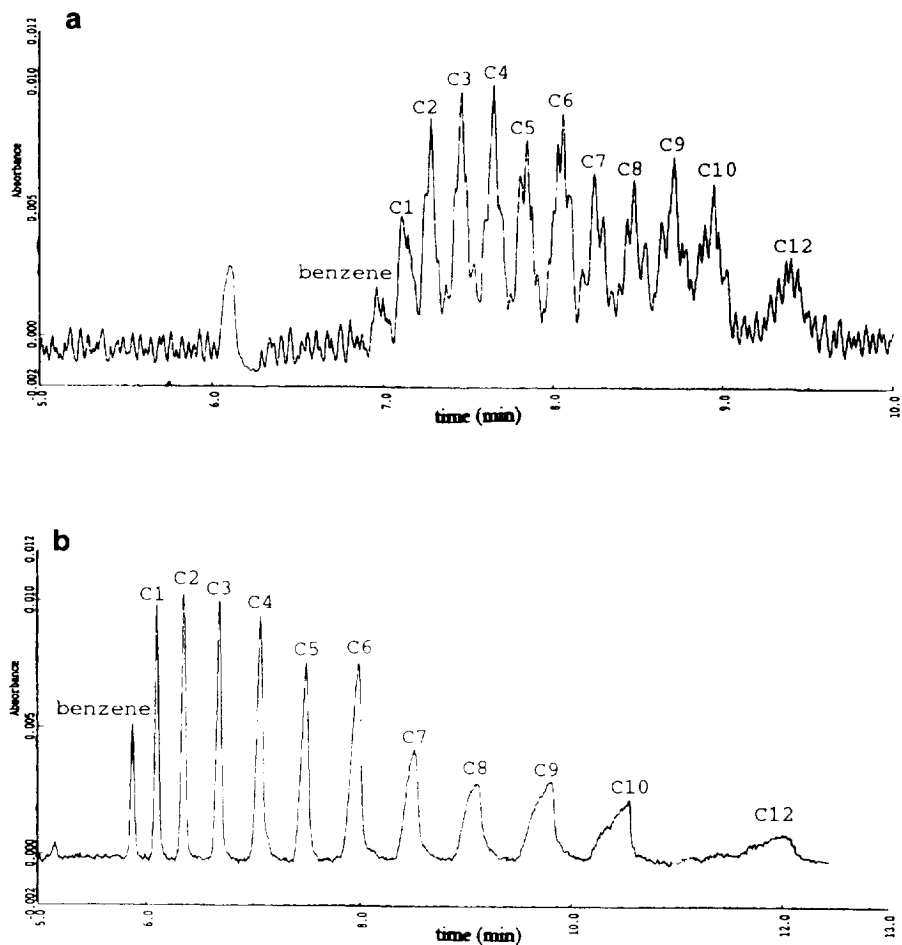 a
0.012
0.010
0.005
0.000
-0.002
Absorbance
benzene
C1
C2
C3
C4
C5
C6
C7
C8
C9
C10
C12
5.0
6.0
7.0
8.0
9.0
10.0
time (min)
b
0.012
0.010
0.005
0.000
-0.002
Absorbance
benzene
C1
C2
C3
C4
C5
C6
C7
C8
C9
C10
C12
5.0
6.0
8.0
10.0
12.0
13.0
time (min)